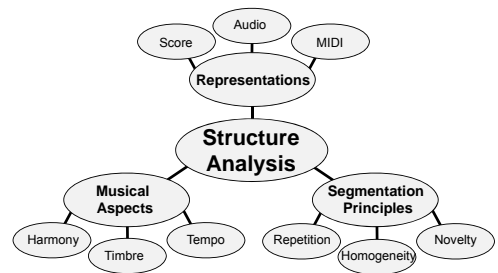 Audio
Score
MIDI
Representations
Structure
Analysis
Musical
Aspects
Segmentation
Principles
Harmony
Timbre
Tempo
Repetition
Homogeneity
Novelty